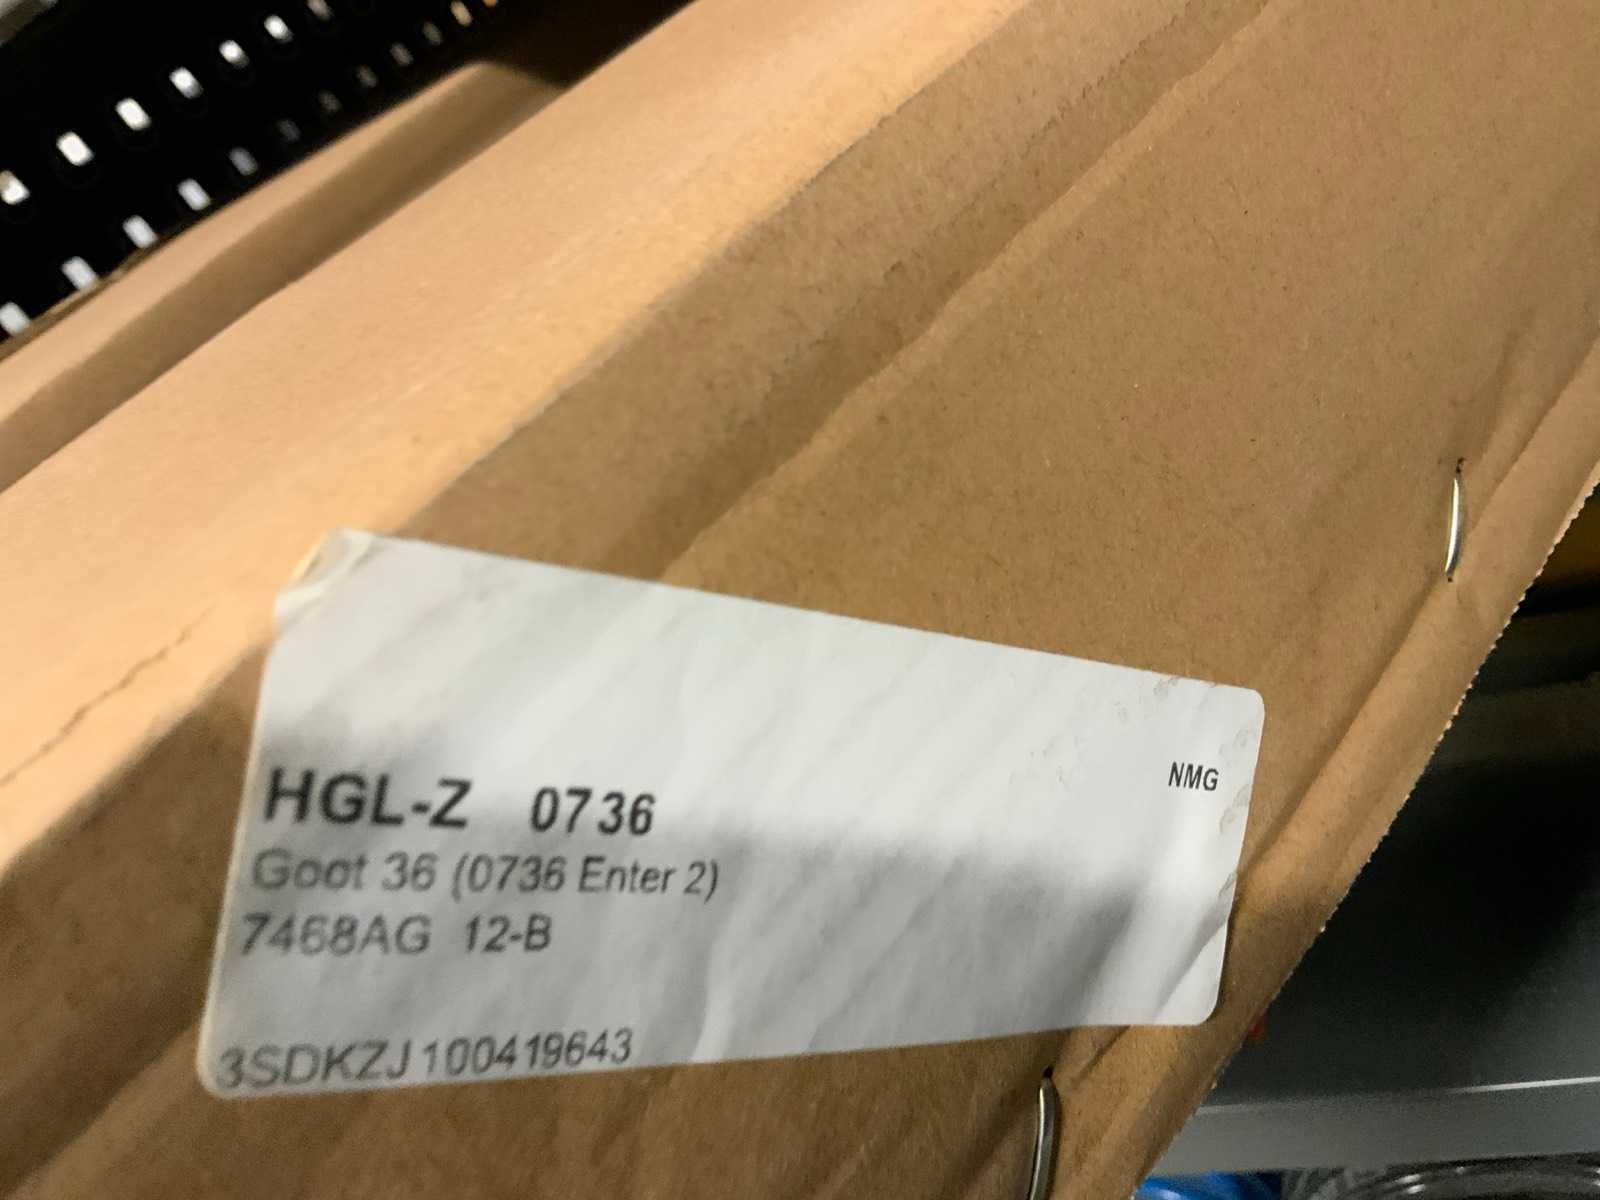 NMG
HGL-Z 0736
Goot 36 (0736 Enter 2)
7468AG 12-B
3SDKZJ100419643